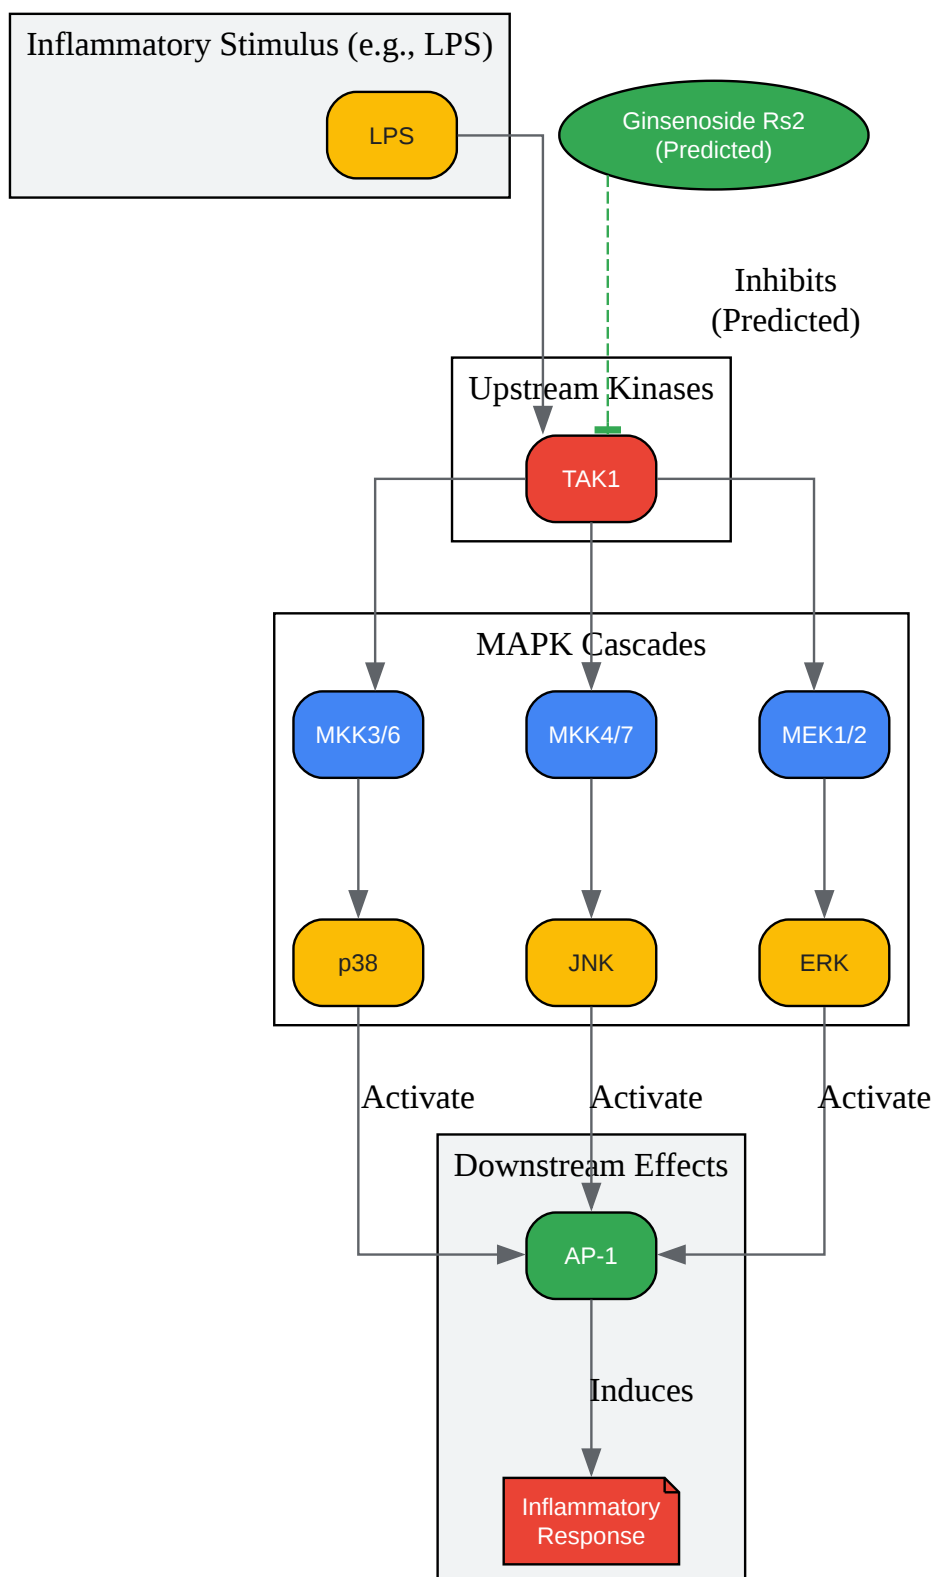 Inflammatory Stimulus (e.g., LPS)
LPS
Ginsenoside Rs2
(Predicted)
Inhibits
(Predicted)
Upstream Kinases
TAK1
MAPK Cascades
MKK3/6
MKK4/7
MEK1/2
p38
JNK
ERK
Activate
Activate
Activate
Downstream Effects
AP-1
Induces
Inflammatory
Response